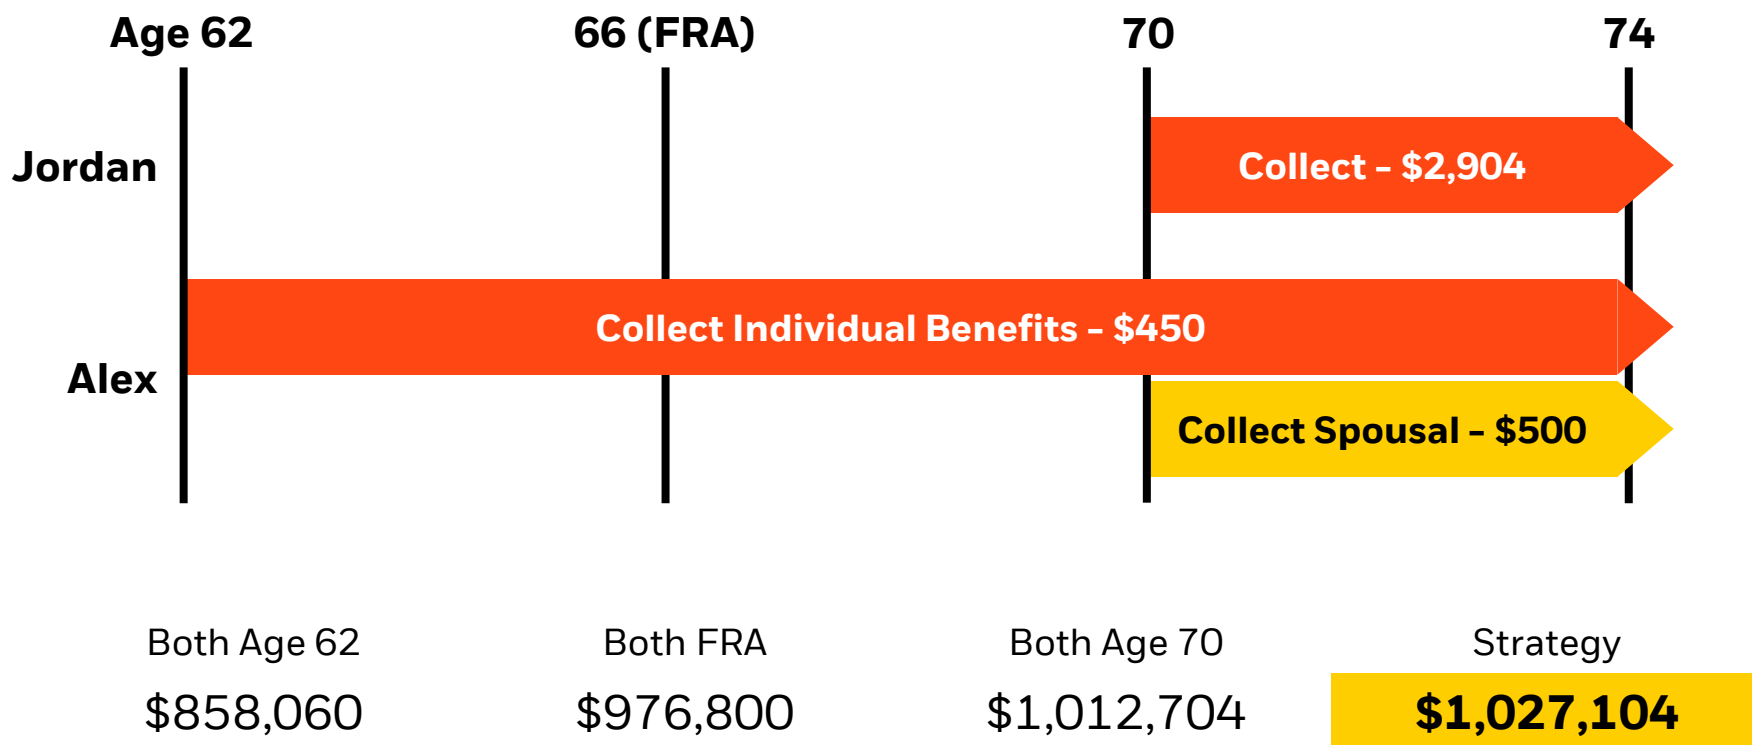 Age 62 66 (FRA) 70 74
Jordan
Collect - $2,904
Collect Individual Benefits - $450
Alex
Collect Spousal - $500
Both Age 62 Both FRA Both Age 70 Strategy
$858,060 $976,800 $1,012,704 $1,027,104